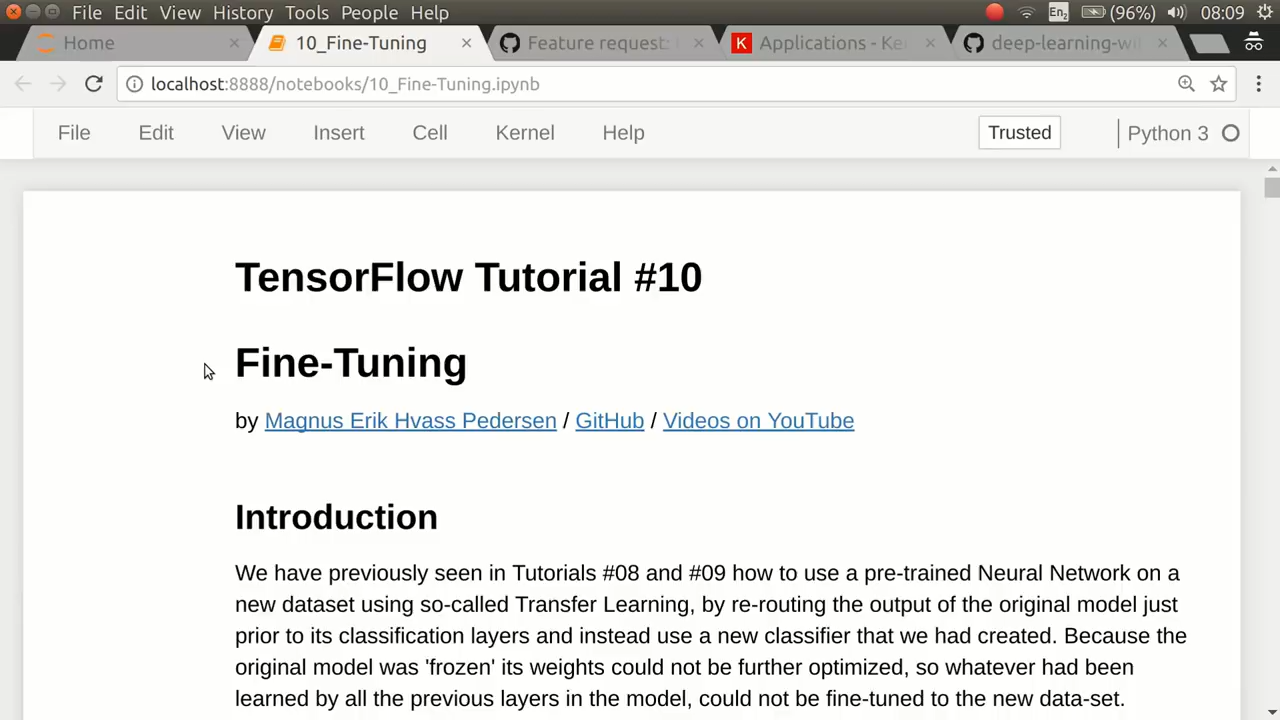 File Edit View History Tools People Help
En2 (96%) 08:09
Home 10_Fine-Tuning Feature request: Applications - Ke deep-learning-wi
localhost:8888/notebooks/10_Fine-Tuning.ipynb
File Edit View Insert Cell Kernel Help Trusted Python 3
TensorFlow Tutorial #10
Fine-Tuning
by Magnus Erik Hvass Pedersen / GitHub / Videos on YouTube
Introduction
We have previously seen in Tutorials #08 and #09 how to use a pre-trained Neural Network on a
new dataset using so-called Transfer Learning, by re-routing the output of the original model just
prior to its classification layers and instead use a new classifier that we had created. Because the
original model was 'frozen' its weights could not be further optimized, so whatever had been
learned by all the previous layers in the model, could not be fine-tuned to the new data-set.